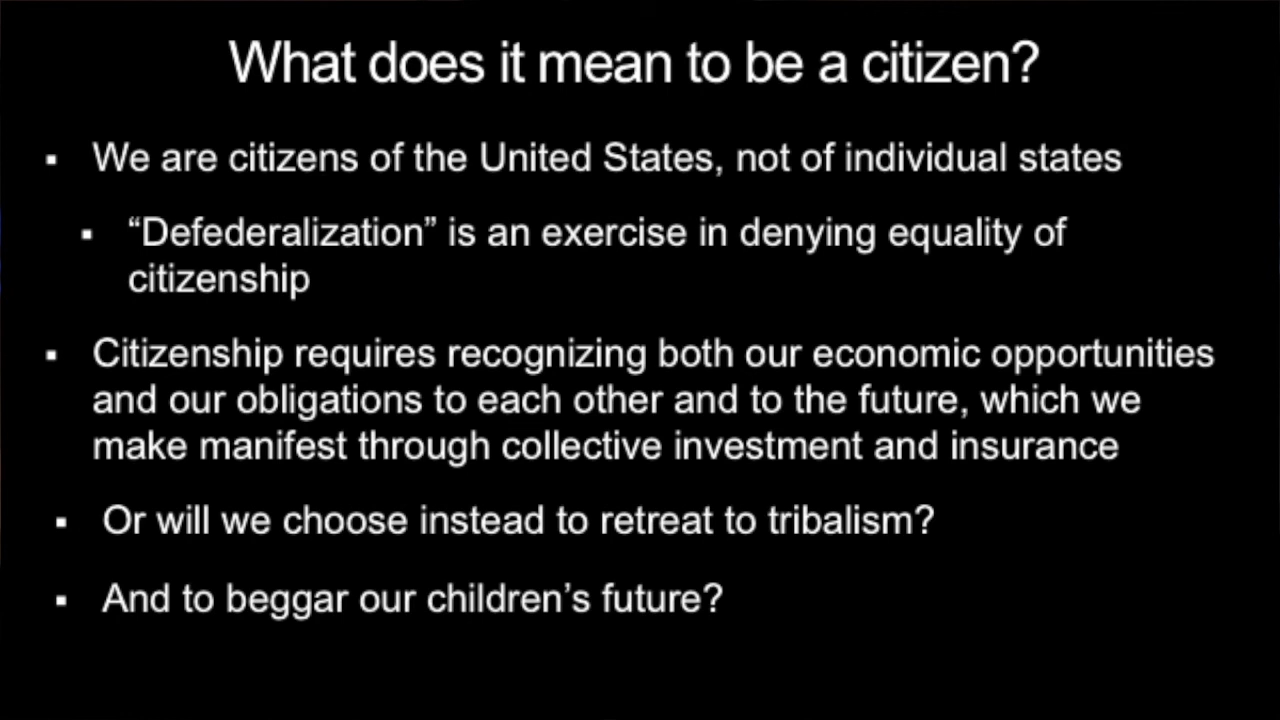 What does it mean to be a citizen?
▪ We are citizens of the United States, not of individual states
▪ “Defederalization” is an exercise in denying equality of
citizenship
▪ Citizenship requires recognizing both our economic opportunities
and our obligations to each other and to the future, which we
make manifest through collective investment and insurance
▪ Or will we choose instead to retreat to tribalism?
▪ And to beggar our children’s future?